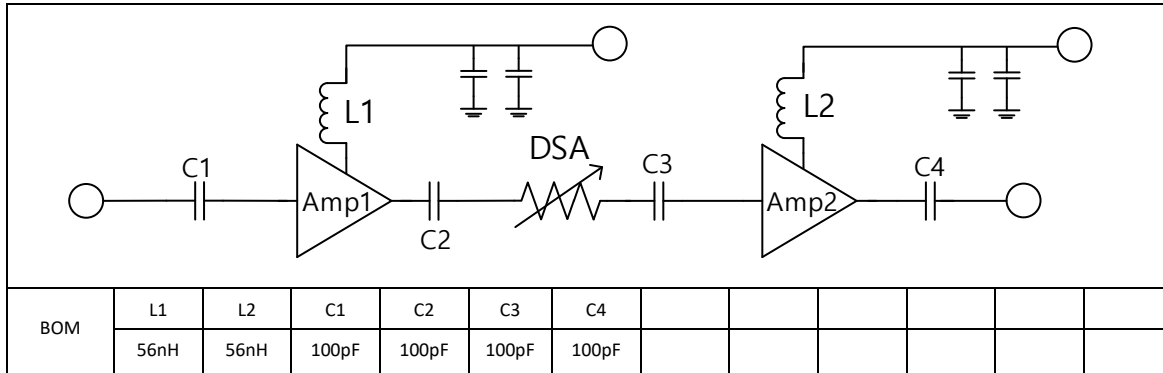 L1
L2
DSA
C1
C3
C4
Amp1
Amp2
C2
BOM L1 L2 C1 C2 C3 C4
56nH 56nH 100pF 100pF 100pF 100pF